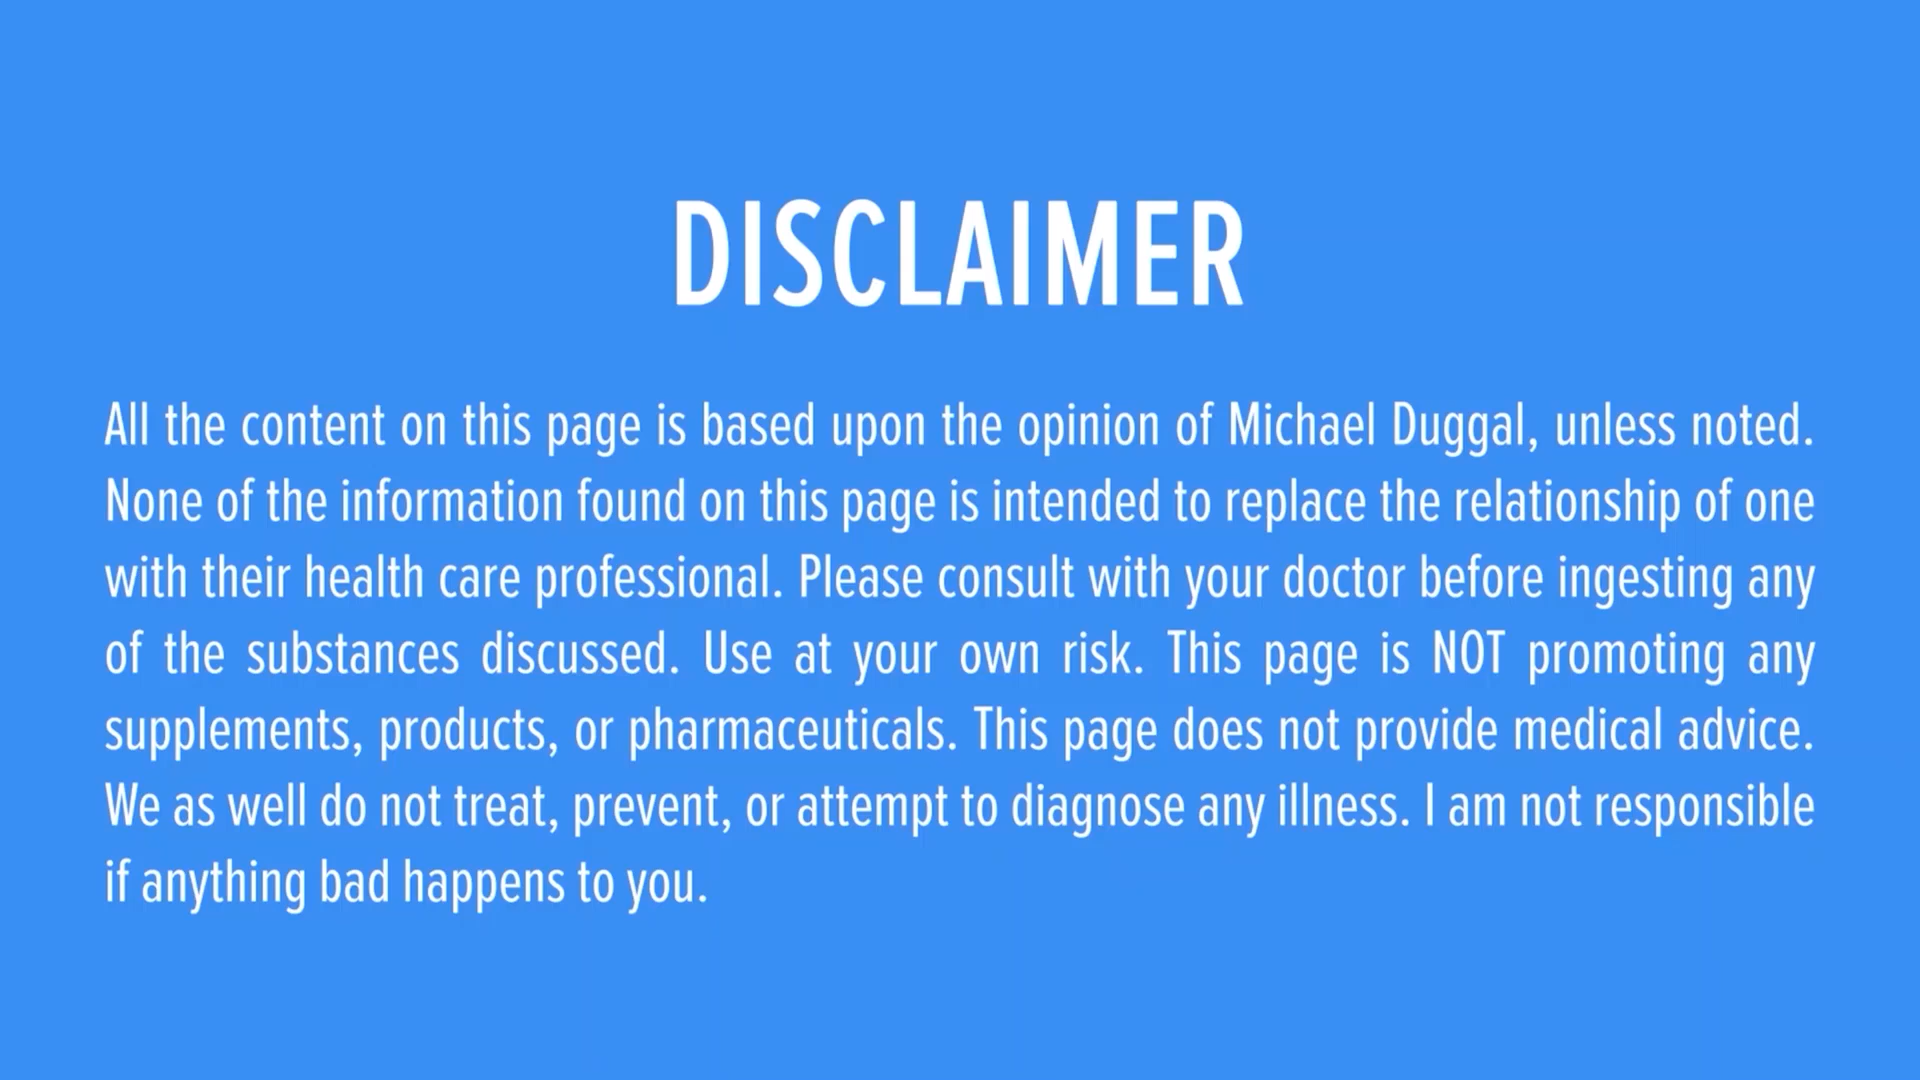 DISCLAIMER
All the content on this page is based upon the opinion of Michael Duggal, unless noted.
None of the information found on this page is intended to replace the relationship of one
with their health care professional. Please consult with your doctor before ingesting any
of the substances discussed. Use at your own risk. This page is NOT promoting any
supplements, products, or pharmaceuticals. This page does not provide medical advice.
We as well do not treat, prevent, or attempt to diagnose any illness. I am not responsible
if anything bad happens to you.